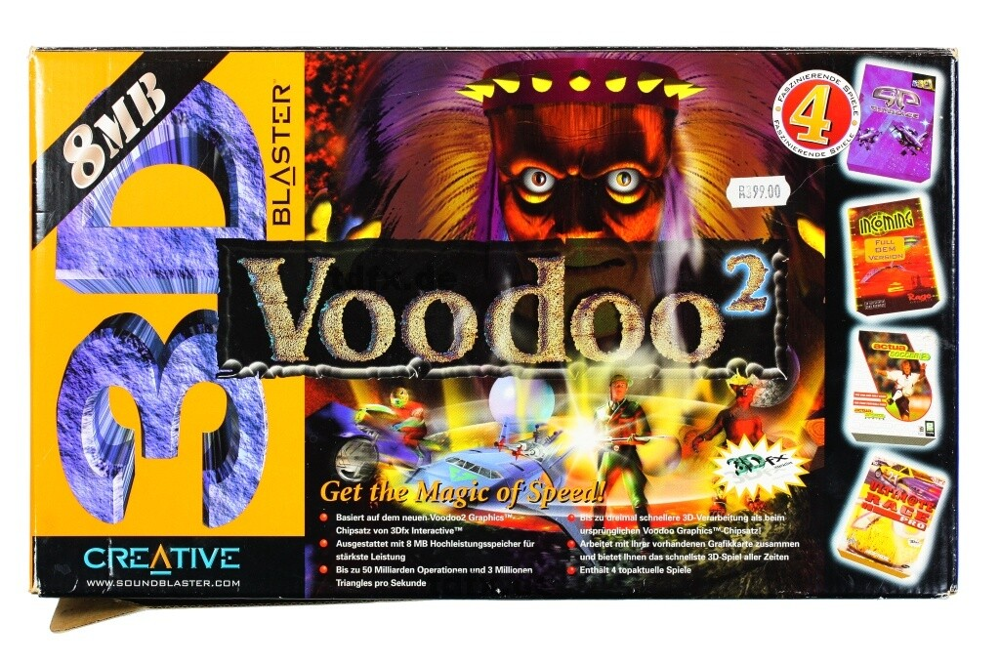 8MB
3D
BLASTER
CREATIVE
WWW.SOUNDBLASTER.COM
Voodoo²
399.00
Get the Magic of Speed!
Basiert auf dem neuen Voodoo2 Graphics™-
Chipsatz von 3Dfx Interactive™
Ausgestattet mit 8 MB Hochleistungsspeicher für
stärkste Leistung
Bis zu 50 Milliarden Operationen und 3 Millionen
Triangles pro Sekunde
Bis zu dreimal schnellere 3D-Verarbeitung als beim
ursprünglichen Voodoo Graphics™-Chipsatz!
Arbeitet mit Ihrer vorhandenen Grafikkarte zusammen
und bietet Ihnen das schnellste 3D-Spiel aller Zeiten
Enthält 4 topaktuelle Spiele
3Dfx
FASZINIERENDE SPIELE
4
FASZINIERENDE SPIELE
INCOMING
FULL
OEM
VERSION
Rage
actua
SOCCER 2
ULTIMATE
RACE
PRO